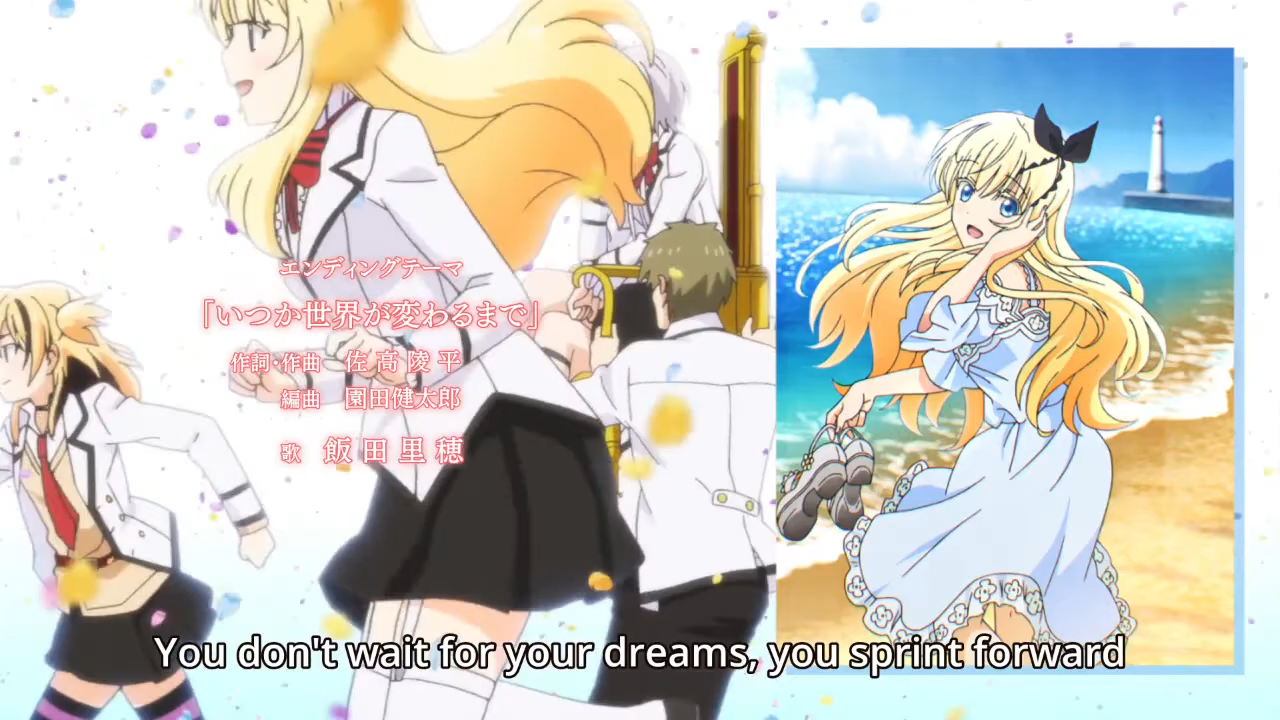 エンディングテーマ
「いつか世界が変わるまで」
作詞・作曲 佐高陵平
編曲 園田健太郎
歌 飯田里穂
You don't wait for your dreams, you sprint forward